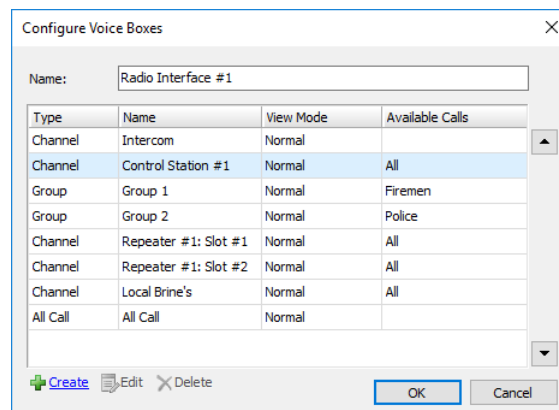 Configure Voice Boxes
Name: Radio Interface #1
Type Name View Mode Available Calls
Channel Intercom Normal
Channel Control Station #1 Normal All
Group Group 1 Normal Firemen
Group Group 2 Normal Police
Channel Repeater #1: Slot #1 Normal All
Channel Repeater #1: Slot #2 Normal All
Channel Local Brine's Normal All
All Call All Call Normal
Create Edit Delete
OK Cancel